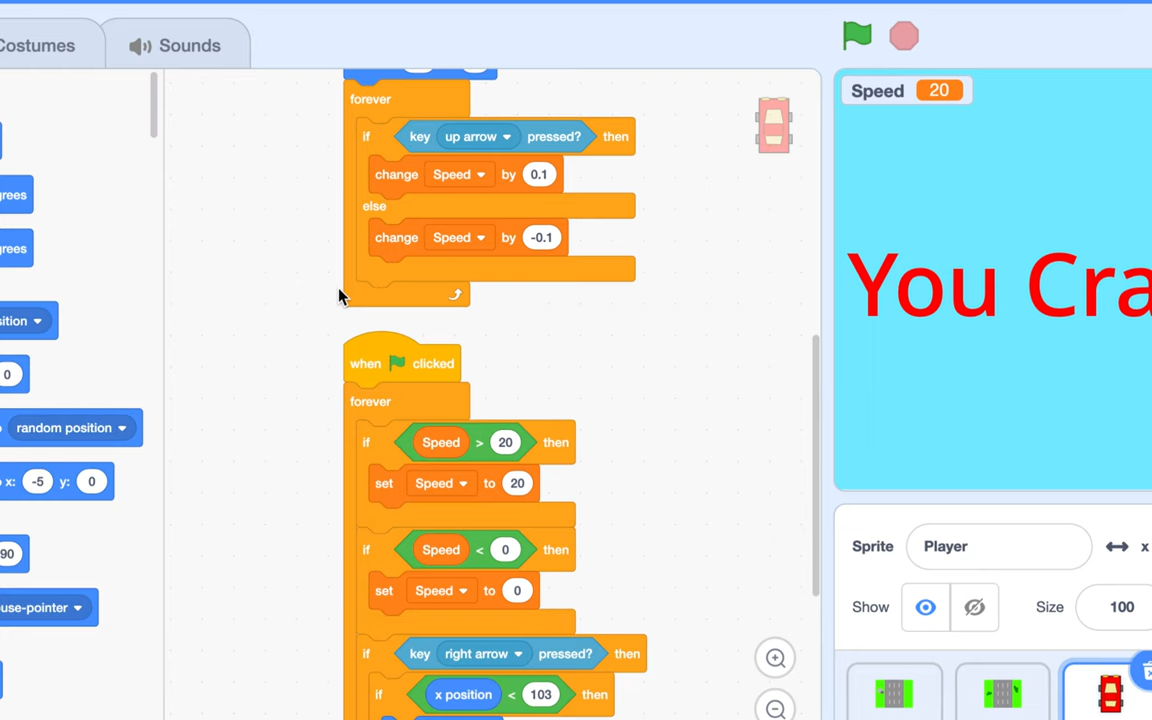 Costumes
Sounds
forever
if key up arrow pressed? then
change Speed by 0.1
else
change Speed by -0.1
when clicked
forever
if Speed > 20 then
set Speed to 20
if Speed < 0 then
set Speed to 0
if key right arrow pressed? then
if x position < 103 then
grees
grees
sition
0
random position
x: -5 y: 0
90
use-pointer
Speed 20
You Cra
Sprite Player x
Show Size 100